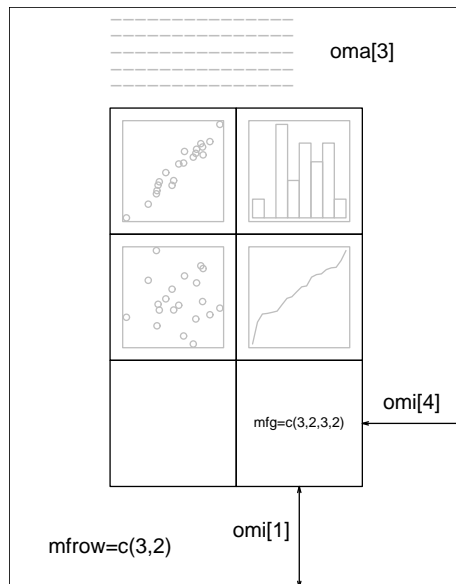 oma[3]
omi[4]
mfg=c(3,2,3,2)
omi[1]
mfrow=c(3,2)